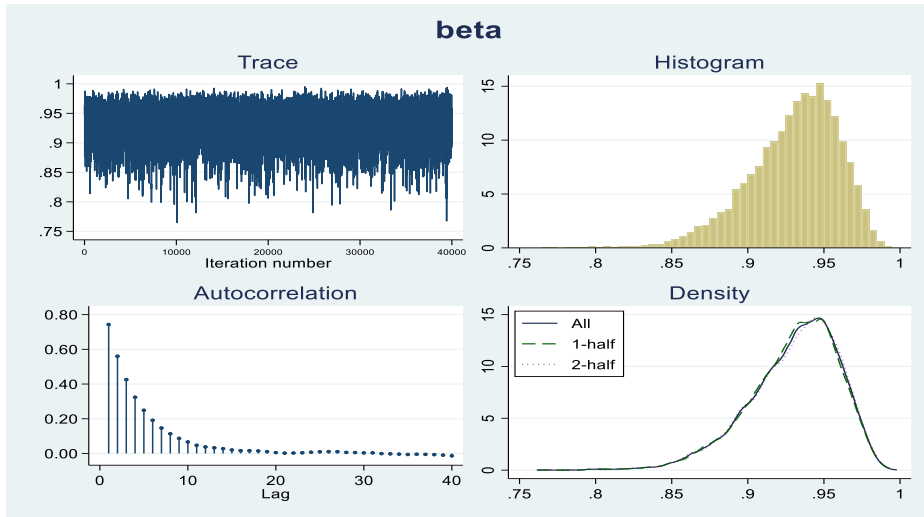 beta
Trace
1
.95
.9
.85
.8
.75
0 10000 20000 30000 40000
Iteration number
Histogram
15
10
5
0
.75 .8 .85 .9 .95 1
Autocorrelation
0.80
0.60
0.40
0.20
0.00
0 10 20 30 40
Lag
Density
15
10
5
0
All
1-half
2-half
.75 .8 .85 .9 .95 1